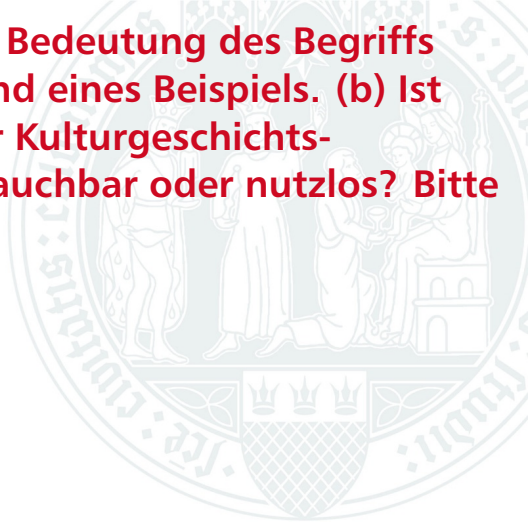 Bedeutung des Begriffs
nd eines Beispiels. (b) Ist
r Kulturgeschichts-
auchbar oder nutzlos? Bitte